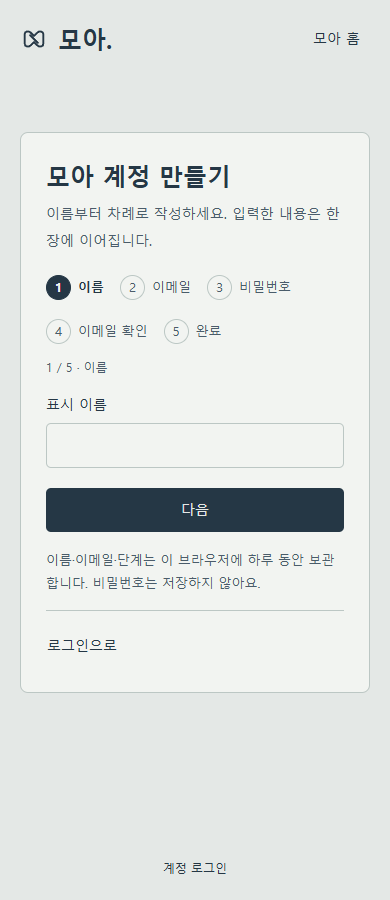 모아.
모아 홈
모아 계정 만들기
이름부터 차례로 작성하세요. 입력한 내용은 한
장에 이어집니다.
1 이름 2 이메일 3 비밀번호
4 이메일 확인 5 완료
1 / 5 · 이름
표시 이름
다음
이름·이메일·단계는 이 브라우저에 하루 동안 보관
합니다. 비밀번호는 저장하지 않아요.
로그인으로
계정 로그인